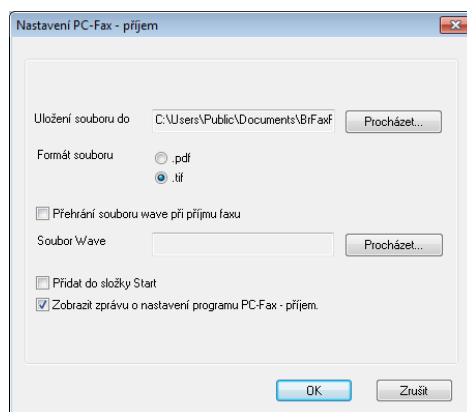 Nastavení PC-Fax - příjem
Uložení souboru do C:\Users\Public\Documents\BrFaxF Procházet...
Formát souboru .pdf
.tif
Přehrání souboru wave při příjmu faxu
Soubor Wave Procházet...
Přidat do složky Start
Zobrazit zprávu o nastavení programu PC-Fax - příjem.
OK Zrušit